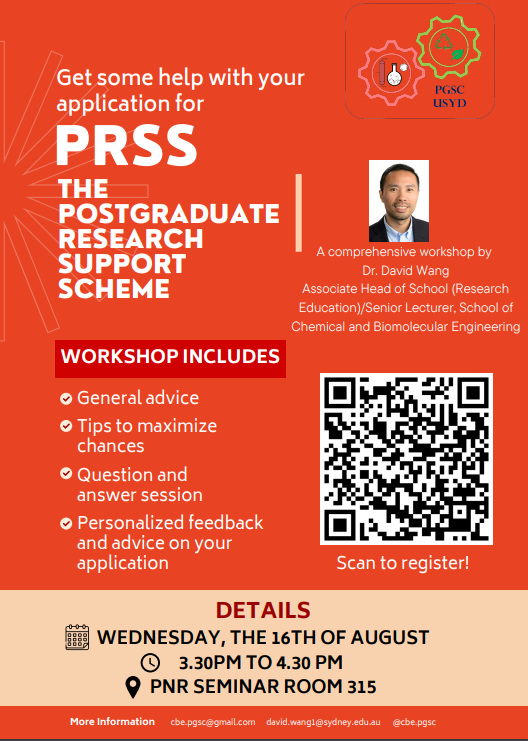 PGSC
USYD
Get some help with your
application for
PRSS
THE
POSTGRADUATE
RESEARCH
SUPPORT
SCHEME
A comprehensive workshop by
Dr. David Wang
Associate Head of School (Research
Education)/Senior Lecturer, School of
Chemical and Biomolecular Engineering
WORKSHOP INCLUDES
General advice
Tips to maximize
chances
Question and
answer session
Personalized feedback
and advice on your
application
Scan to register!
DETAILS
WEDNESDAY, THE 16TH OF AUGUST
3.30PM TO 4.30 PM
PNR SEMINAR ROOM 315
More Information cbe.pgsc@gmail.com david.wang1@sydney.edu.au @cbe.pgsc